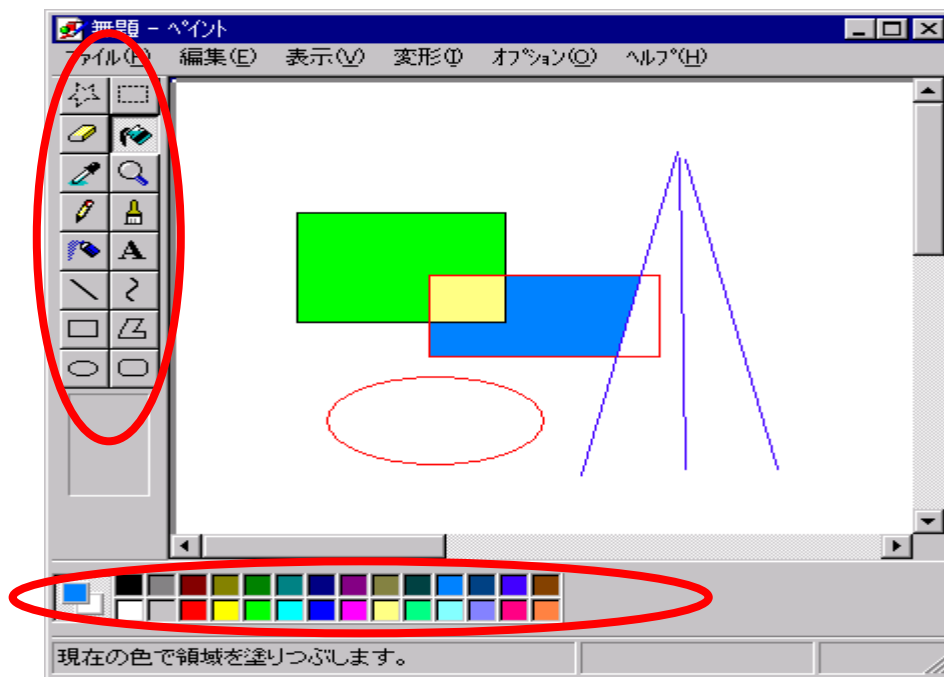 無題 - ペイント
ファイル(F) 編集(E) 表示(V) 変形(I) オプション(O) ヘルプ(H)
A
現在の色で領域を塗りつぶします。